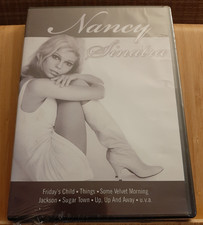 Nancy
Sinatra
Friday's Child • Things • Some Velvet Morning
Jackson • Sugar Town • Up, Up And Away • u.v.a.